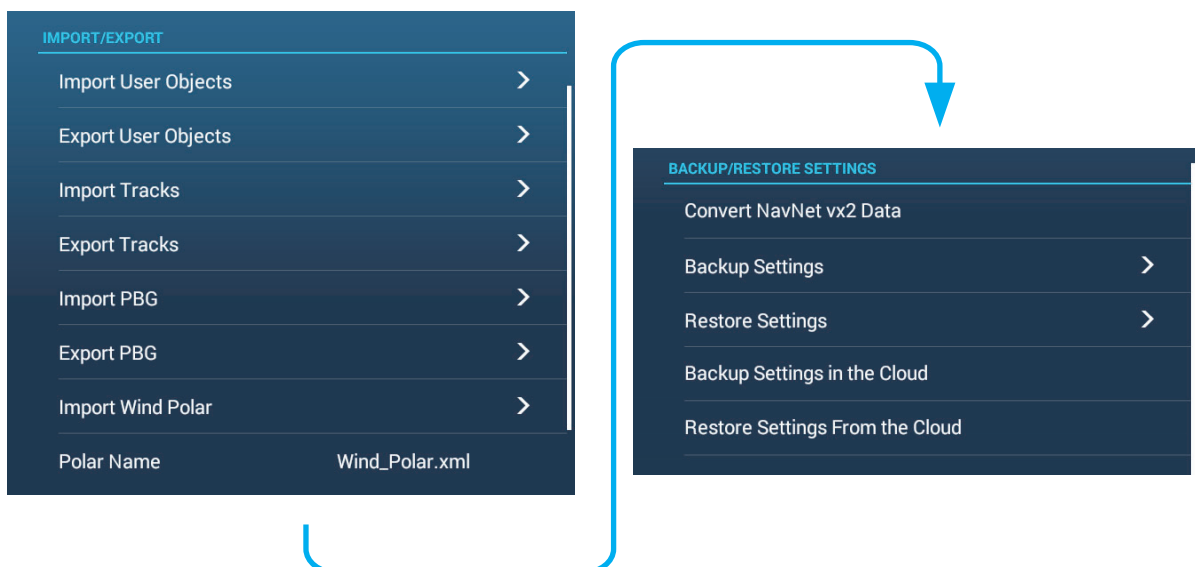 IMPORT/EXPORT
Import User Objects
Export User Objects
Import Tracks
Export Tracks
Import PBG
Export PBG
Import Wind Polar
Polar Name Wind_Polar.xml
BACKUP/RESTORE SETTINGS
Convert NavNet vx2 Data
Backup Settings
Restore Settings
Backup Settings in the Cloud
Restore Settings From the Cloud